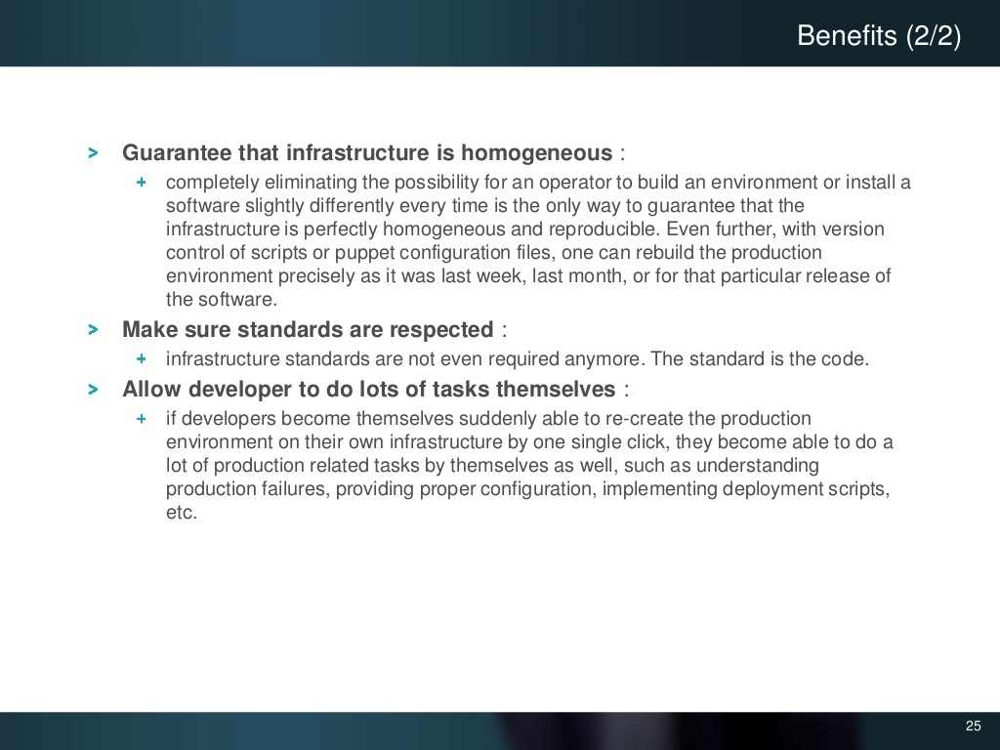 Benefits (2/2)
> Guarantee that infrastructure is homogeneous :
+ completely eliminating the possibility for an operator to build an environment or install a
software slightly differently every time is the only way to guarantee that the
infrastructure is perfectly homogeneous and reproducible. Even further, with version
control of scripts or puppet configuration files, one can rebuild the production
environment precisely as it was last week, last month, or for that particular release of
the software.
> Make sure standards are respected :
+ infrastructure standards are not even required anymore. The standard is the code.
> Allow developer to do lots of tasks themselves :
+ if developers become themselves suddenly able to re-create the production
environment on their own infrastructure by one single click, they become able to do a
lot of production related tasks by themselves as well, such as understanding
production failures, providing proper configuration, implementing deployment scripts,
etc.
25